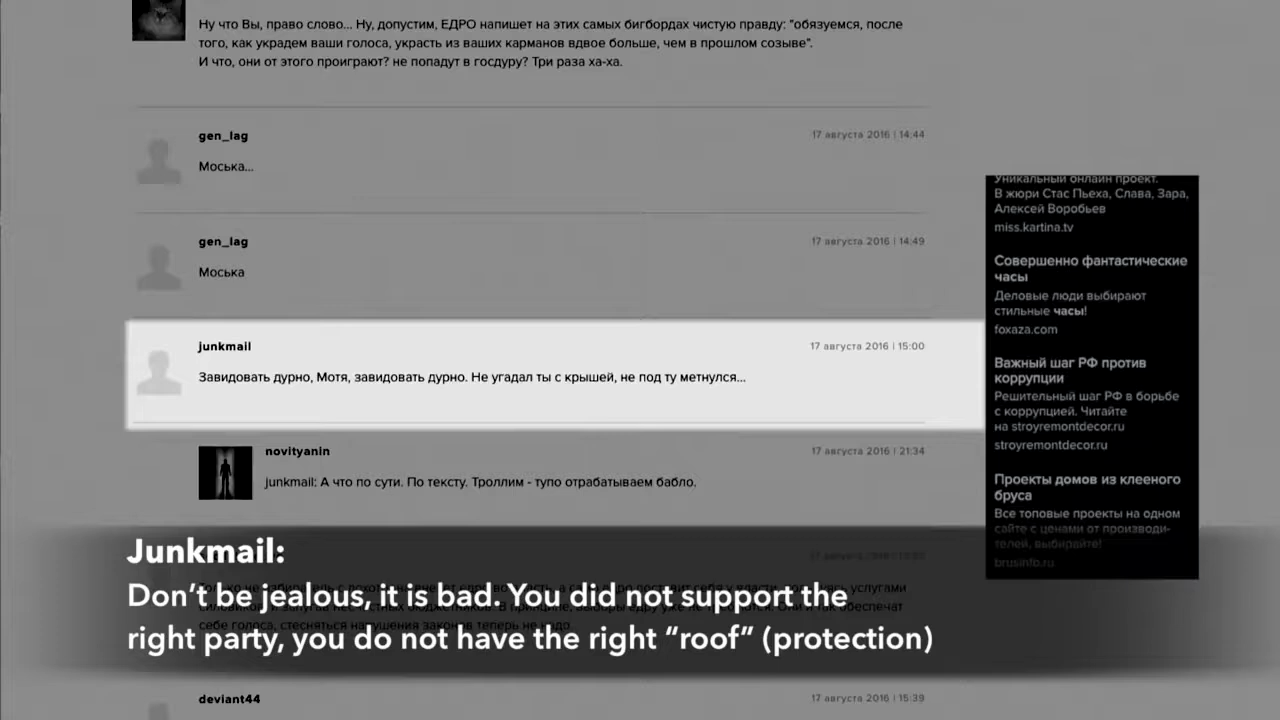 Ну что Вы, право слово... Ну, допустим, ЕДРО напишет на этих самых бигбордах чистую правду: "обязуемся, после
того, как украдем ваши голоса, украсть из ваших карманов вдвое больше, чем в прошлом созыве".
И что, они от этого проиграют? не попадут в госдуру? Три раза ха-ха.
gen_lag
17 августа 2016 | 14:44
Моська...
gen_lag
17 августа 2016 | 14:49
Моська
junkmail
17 августа 2016 | 15:00
Завидовать дурно, Мотя, завидовать дурно. Не угадал ты с крышей, не под ту метнулся...
novityanin
17 августа 2016 | 21:34
junkmail: А что по сути. По тексту. Троллим - тупо отрабатываем бабло.
Уникальный онлайн проект.
В жюри Стас Пьеха, Слава, Зара,
Алексей Воробьев
miss.kartina.tv
Совершенно фантастические
часы
Деловые люди выбирают
стильные часы!
foxaza.com
Важный шаг РФ против
коррупции
Решительный шаг РФ в борьбе
с коррупцией. Читайте
на stroyremontdecor.ru
stroyremontdecor.ru
Проекты домов из клееного
бруса
Все топовые проекты на одном
сайте с ценами от производи-
телей, выбирайте!
brusinfo.ru
Junkmail:
Don't be jealous, it is bad. You did not support the
right party, you do not have the right "roof" (protection)
себе голоса, стесняться нарушения законов теперь не надо.
deviant44
17 августа 2016 | 15:39